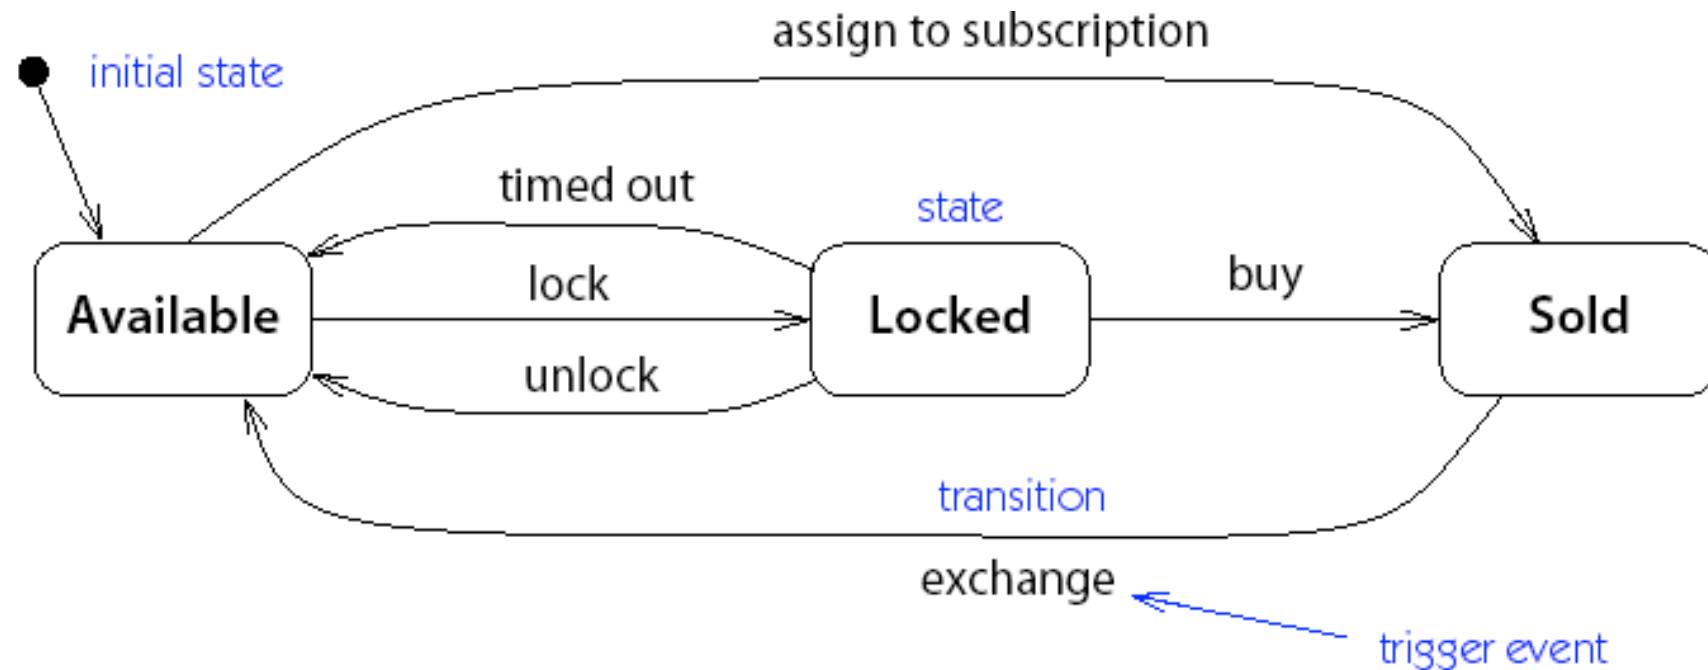 assign to subscription
initial state
timed out
state
lock
buy
Available
Locked
Sold
unlock
transition
exchange
trigger event